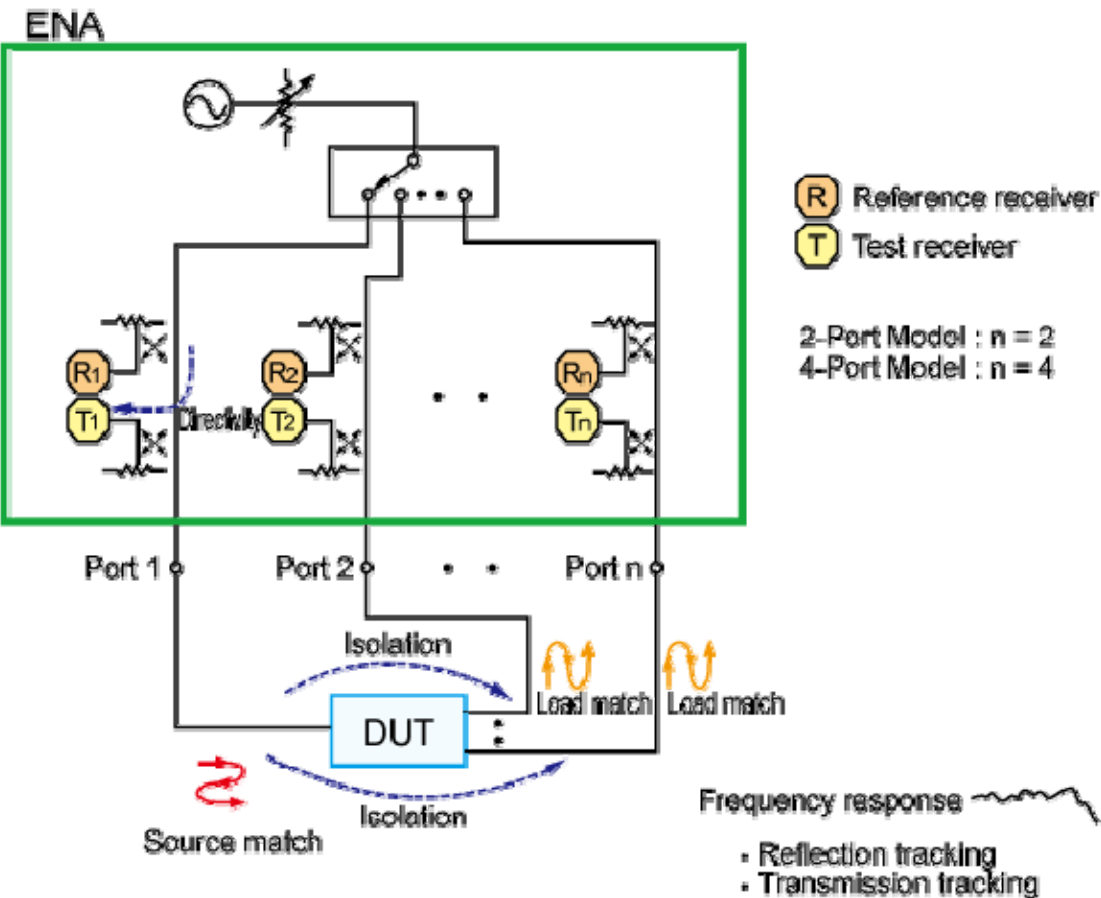 ENA
R Reference receiver
T Test receiver
2-Port Model : n = 2
4-Port Model : n = 4
R1
R2
Rn
T1
Directivity
T2
Tn
Port 1
Port 2
Port n
Isolation
Load match
Load match
DUT
Isolation
Source match
Frequency response
• Reflection tracking
• Transmission tracking